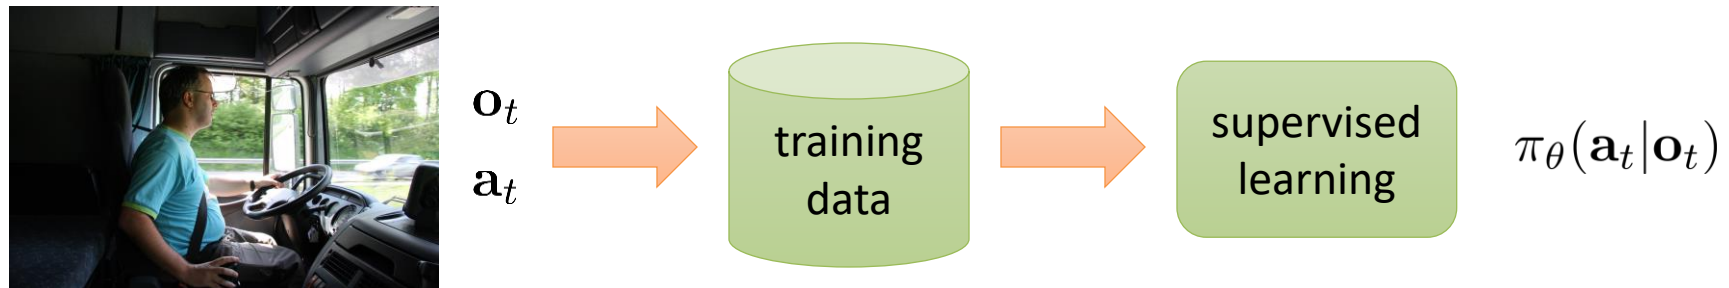 o_t
a_t
training
data
supervised
learning
π_θ(a_t|o_t)